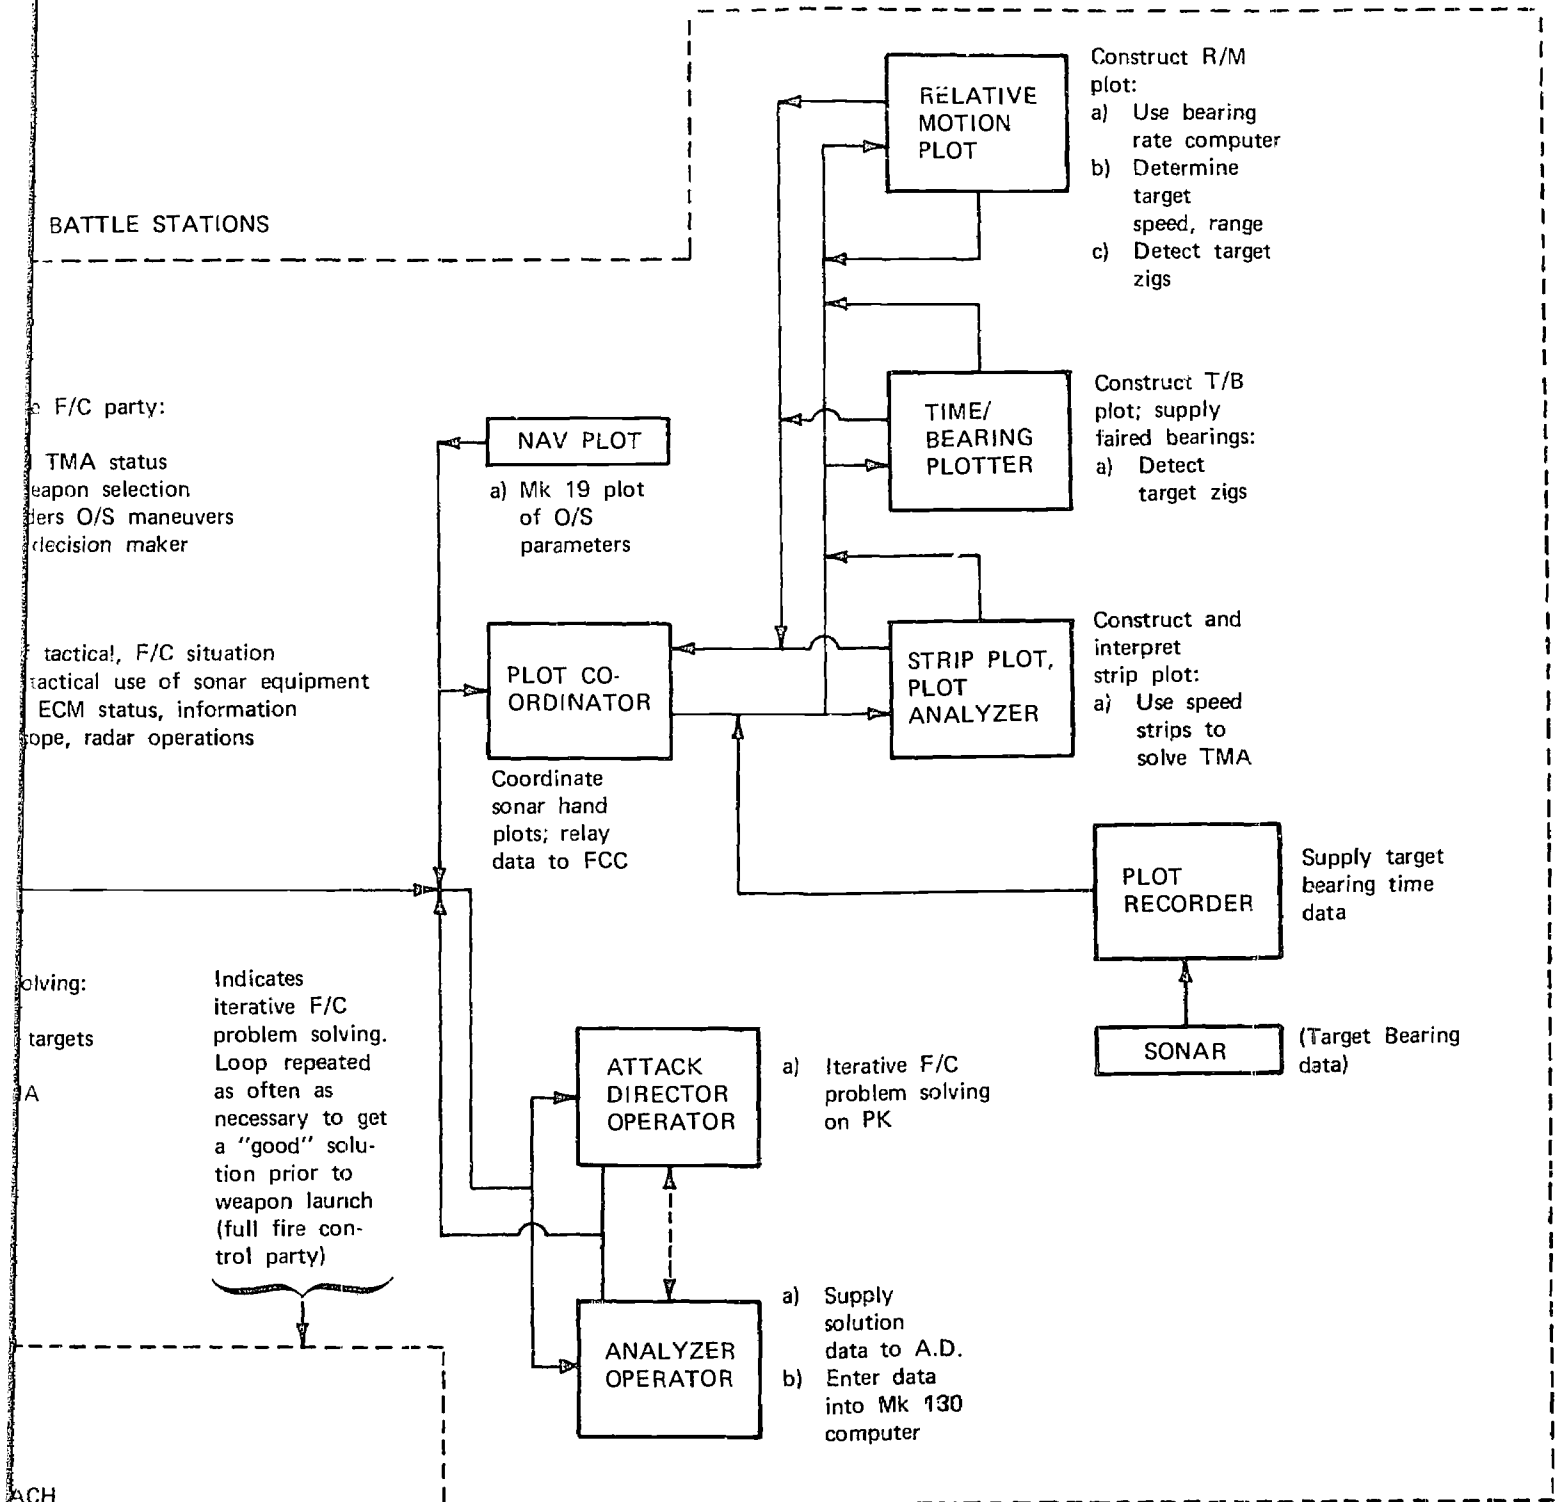 BATTLE STATIONS
RELATIVE
MOTION
PLOT
Construct R/M
plot:
a) Use bearing
rate computer
b) Determine
target
speed, range
c) Detect target
zigs
F/C party:
TMA status
eapon selection
ders O/S maneuvers
decision maker
NAV PLOT
a) Mk 19 plot
of O/S
parameters
TIME/
BEARING
PLOTTER
Construct T/B
plot; supply
faired bearings:
a) Detect
target zigs
tactical, F/C situation
tactical use of sonar equipment
ECM status, information
ope, radar operations
PLOT CO-
ORDINATOR
Coordinate
sonar hand
plots; relay
data to FCC
STRIP PLOT,
PLOT
ANALYZER
Construct and
interpret
strip plot:
a) Use speed
strips to
solve TMA
PLOT
RECORDER
Supply target
bearing time
data
SONAR
(Target Bearing
data)
olving:
targets
A
Indicates
iterative F/C
problem solving.
Loop repeated
as often as
necessary to get
a "good" solu-
tion prior to
weapon launch
(full fire con-
trol party)
ATTACK
DIRECTOR
OPERATOR
a) Iterative F/C
problem solving
on PK
ANALYZER
OPERATOR
a) Supply
solution
data to A.D.
b) Enter data
into Mk 130
computer
ACH